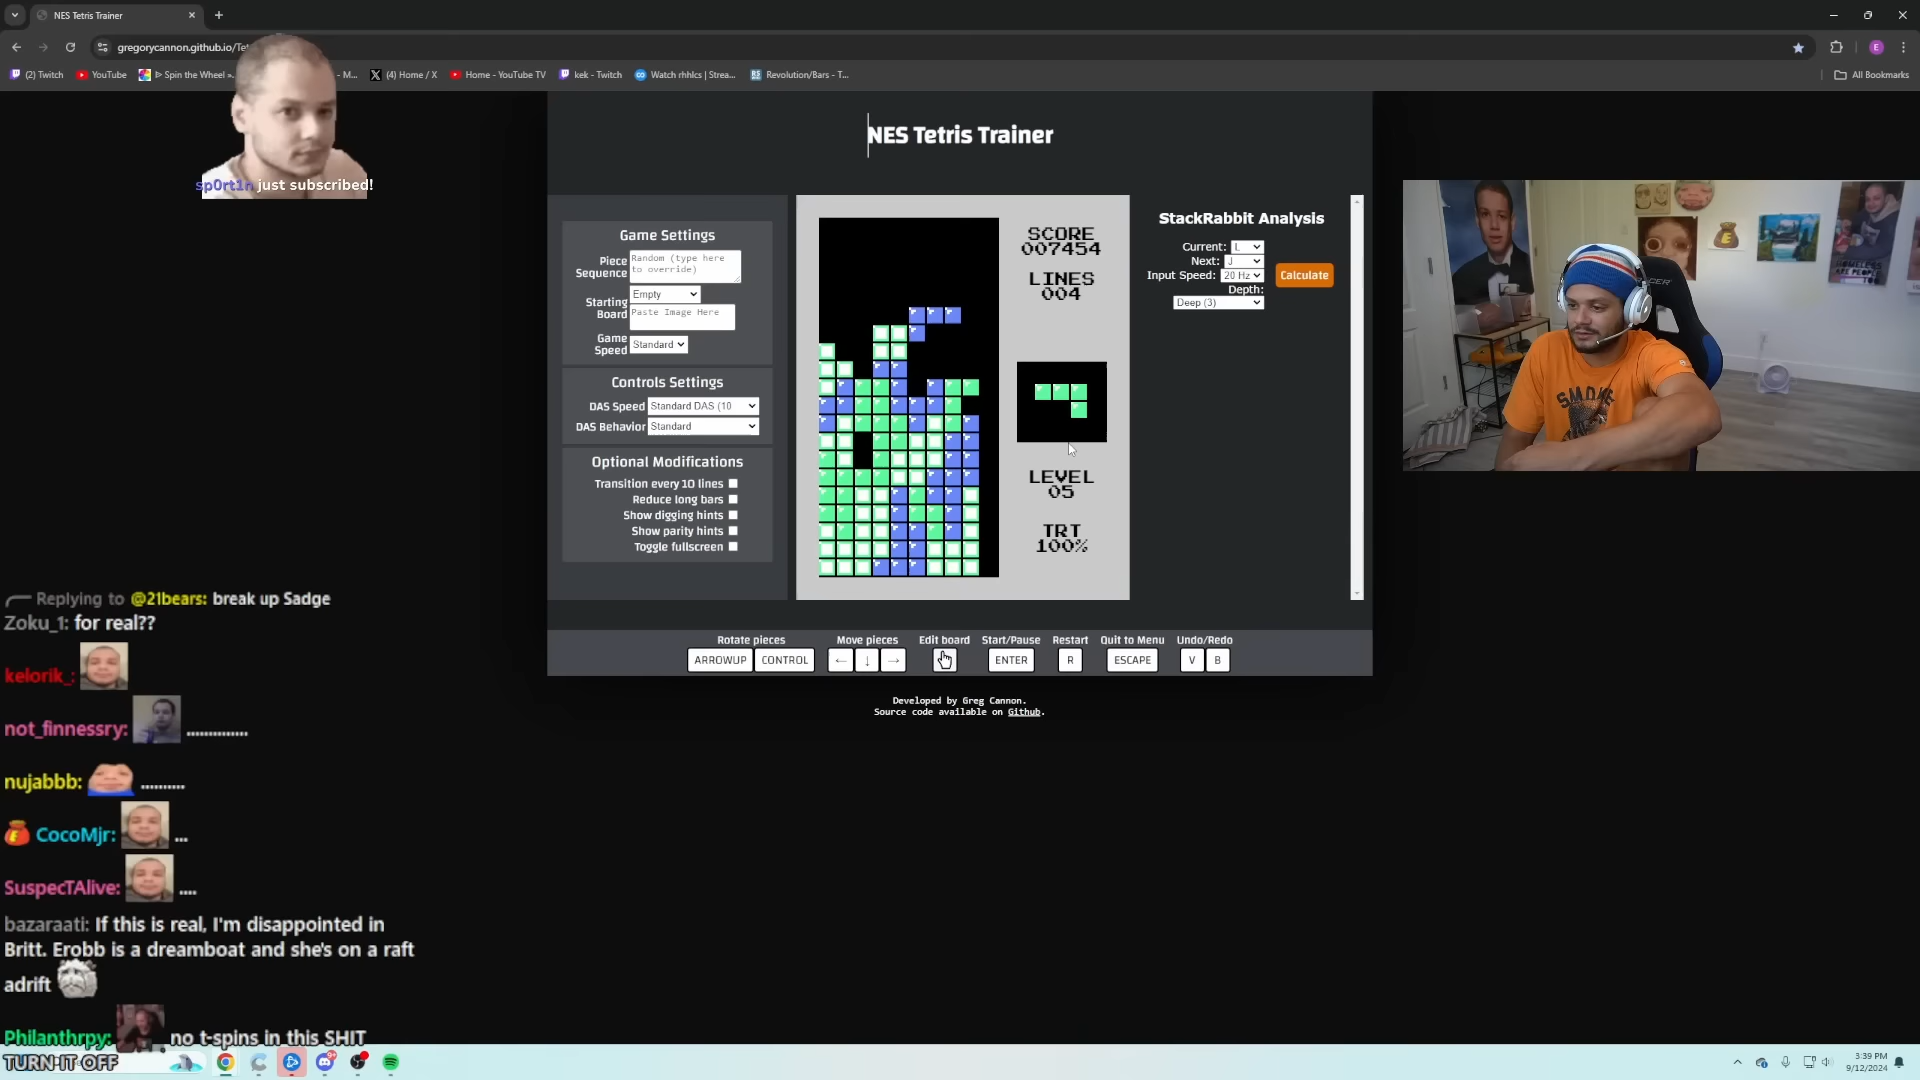 NES Tetris Trainer
gregorycannon.github.io/Tet
(2) Twitch
YouTube
Spin the Wheel ».
- M...
(4) Home / X
Home - YouTube TV
kek - Twitch
Watch rhhlcs | Strea...
Revolution/Bars - T...
All Bookmarks
sp0rt1n just subscribed!
NES Tetris Trainer
Game Settings
Piece Sequence
Random (type here to override)
Starting Board
Empty
Paste Image Here
Game Speed
Standard
Controls Settings
DAS Speed
Standard DAS (10
DAS Behavior
Standard
Optional Modifications
Transition every 10 lines
Reduce long bars
Show digging hints
Show parity hints
Toggle fullscreen
SCORE
007454
LINES
004
LEVEL
05
TRT
100%
StackRabbit Analysis
Current: L
Next: J
Input Speed: 20 Hz
Calculate
Depth:
Deep (3)
Rotate pieces
Move pieces
Edit board
Start/Pause
Restart
Quit to Menu
Undo/Redo
ARROWUP
CONTROL
←
↓
→
ENTER
R
ESCAPE
V
B
Developed by Greg Cannon.
Source code available on Github.
SMOKE
Replying to @21bears: break up Sadge
Zoku_1: for real??
kelorik_:
not_finnessry: ..............
nujabbb: ..........
CocoMjr: ...
SuspecTAlive: ....
bazaraati: If this is real, I'm disappointed in
Britt. Erobb is a dreamboat and she's on a raft
adrift
Philanthrpy: no t-spins in this SHIT
TURN IT OFF
3:39 PM
9/12/2024